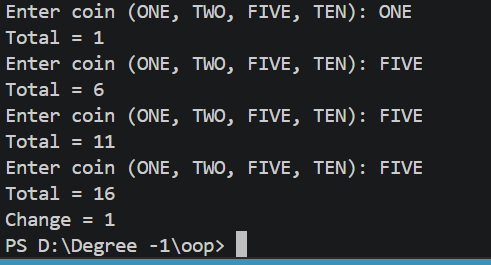 Enter coin (ONE, TWO, FIVE, TEN): ONE
Total = 1
Enter coin (ONE, TWO, FIVE, TEN): FIVE
Total = 6
Enter coin (ONE, TWO, FIVE, TEN): FIVE
Total = 11
Enter coin (ONE, TWO, FIVE, TEN): FIVE
Total = 16
Change = 1
PS D:\Degree -1\oop>